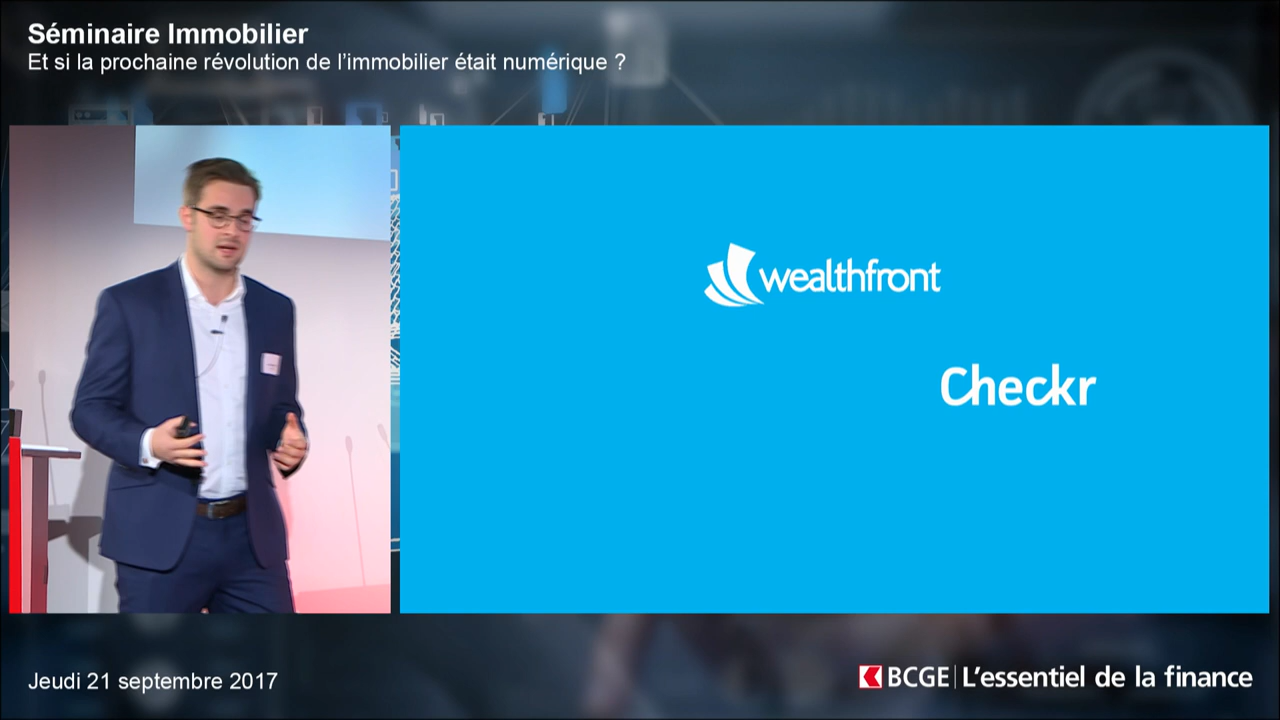 Séminaire Immobilier
Et si la prochaine révolution de l'immobilier était numérique ?
wealthfront
Checkr
Jeudi 21 septembre 2017
BCGE L'essentiel de la finance